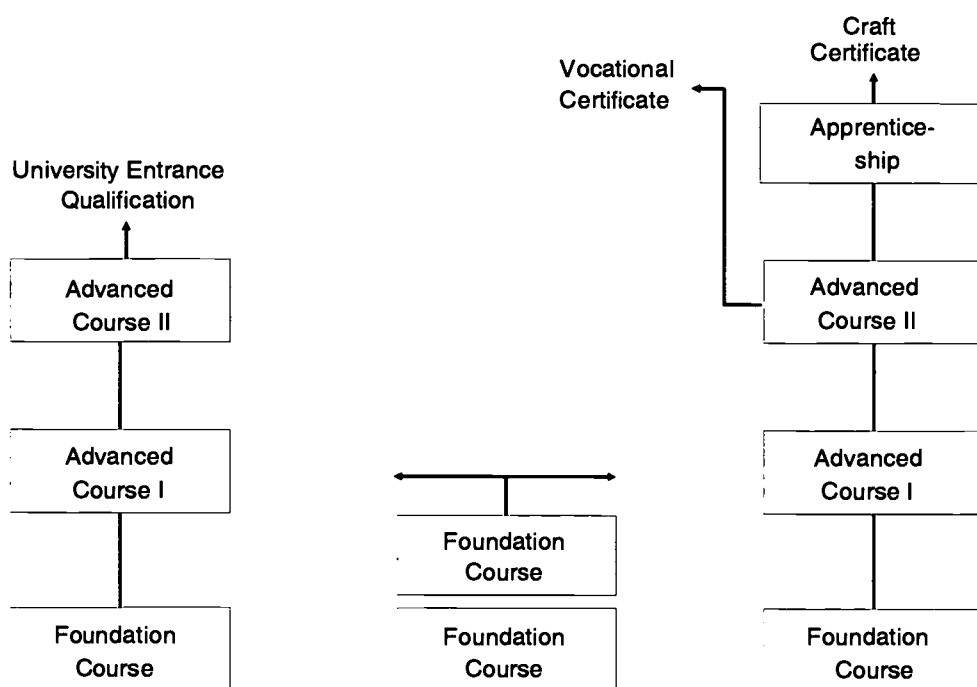 Craft
Certificate
Vocational
Certificate
Apprentice-
ship
University Entrance
Qualification
Advanced
Course II
Advanced
Course II
Advanced
Course I
Advanced
Course I
Foundation
Course
Foundation
Course
Foundation
Course
Foundation
Course